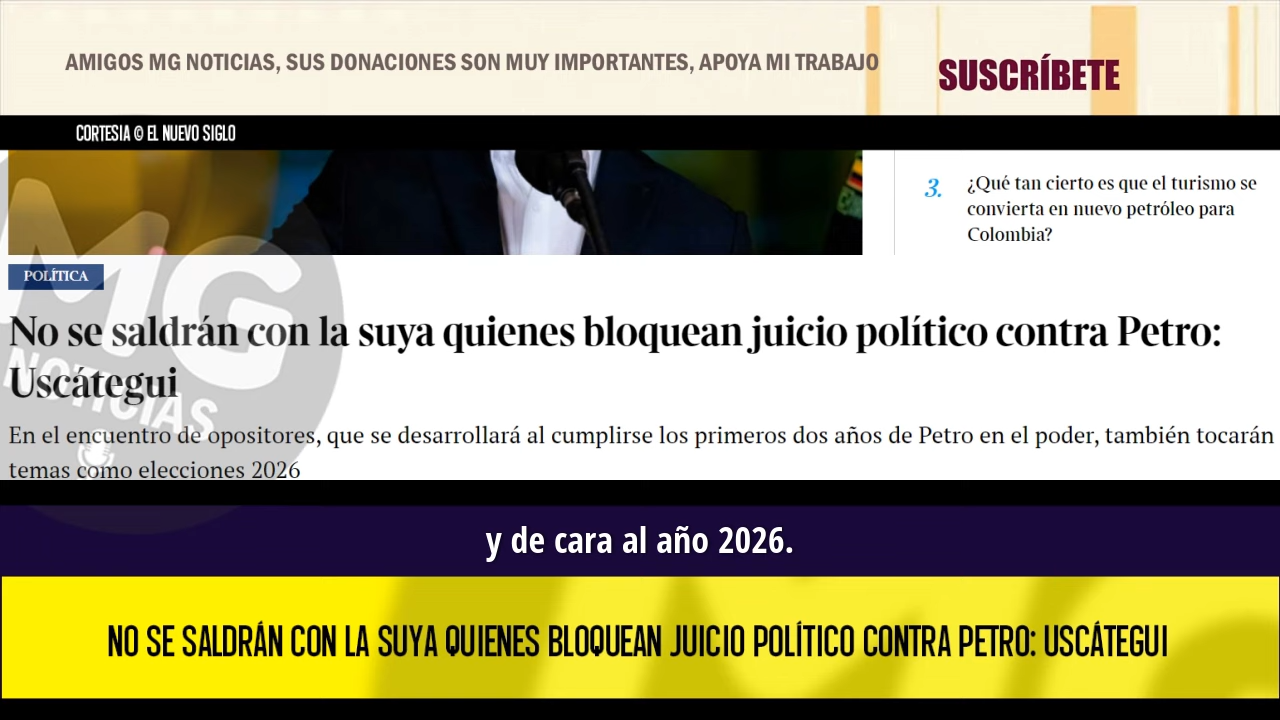 AMIGOS MG NOTICIAS, SUS DONACIONES SON MUY IMPORTANTES, APOYA MI TRABAJO
SUSCRÍBETE
CORTESIA © EL NUEVO SIGLO
3. ¿Qué tan cierto es que el turismo se
convierta en nuevo petróleo para
Colombia?
POLÍTICA
No se saldrán con la suya quienes bloquean juicio político contra Petro:
Uscátegui
En el encuentro de opositores, que se desarrollará al cumplirse los primeros dos años de Petro en el poder, también tocarán
temas como elecciones 2026
MG
NOTICIAS
y de cara al año 2026.
NO SE SALDRÁN CON LA SUYA QUIENES BLOQUEAN JUICIO POLÍTICO CONTRA PETRO: USCÁTEGUI